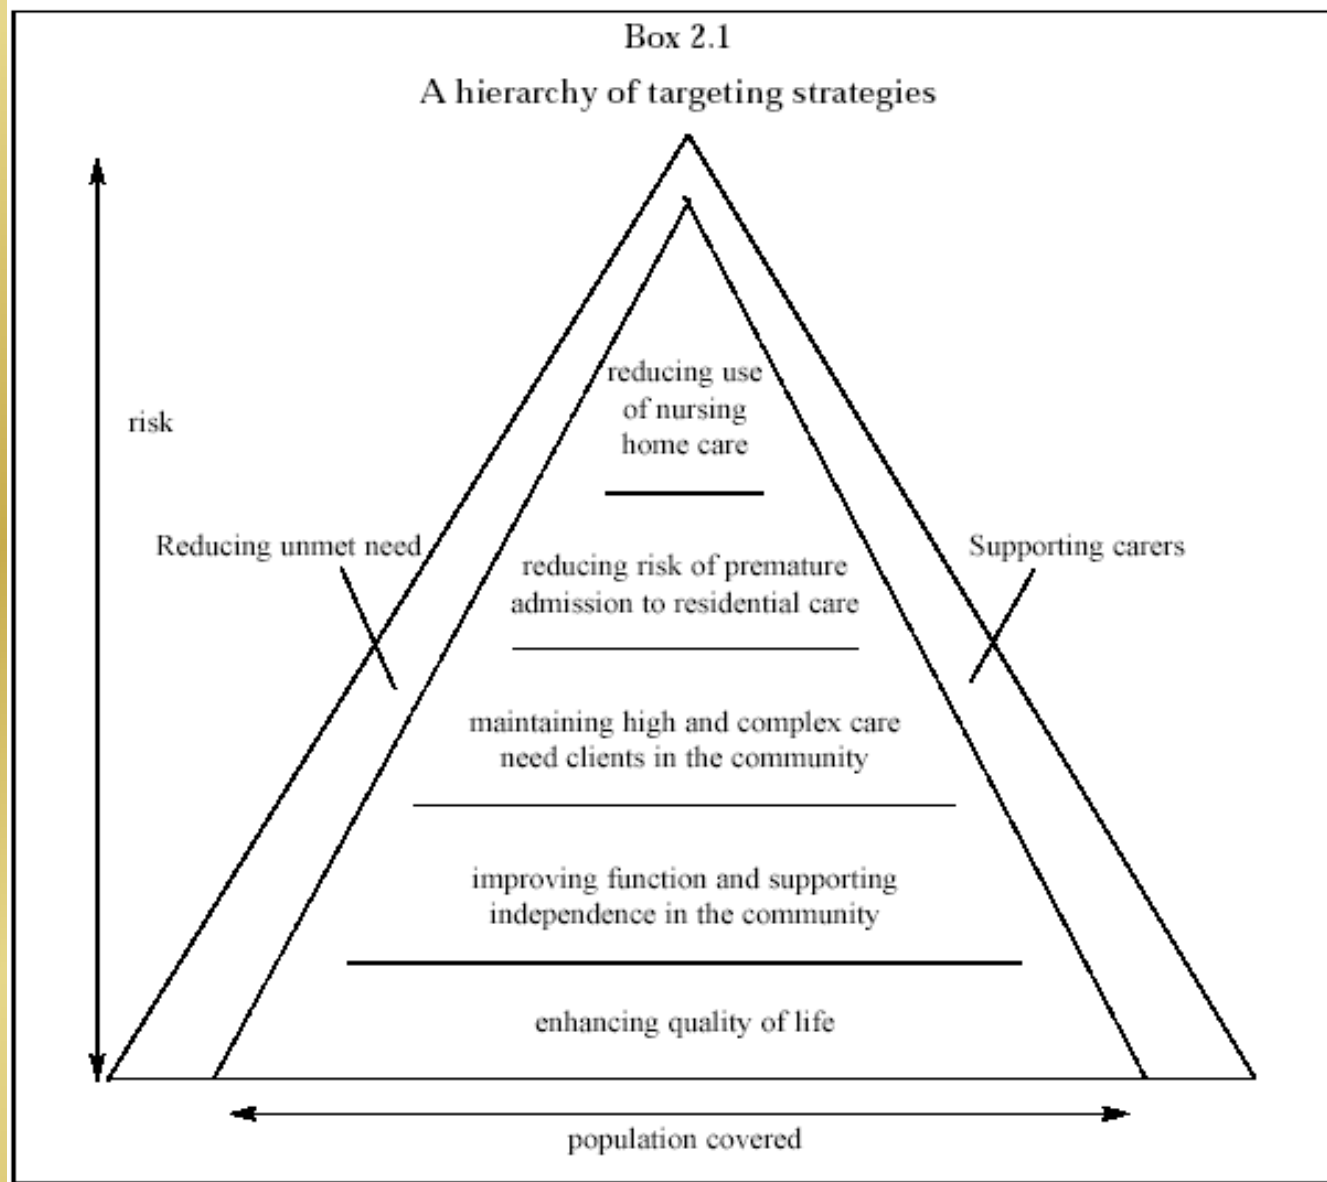 Box 2.1
A hierarchy of targeting strategies
risk
reducing use
of nursing
home care
Reducing unmet need
Supporting carers
reducing risk of premature
admission to residential care
maintaining high and complex care
need clients in the community
improving function and supporting
independence in the community
enhancing quality of life
population covered